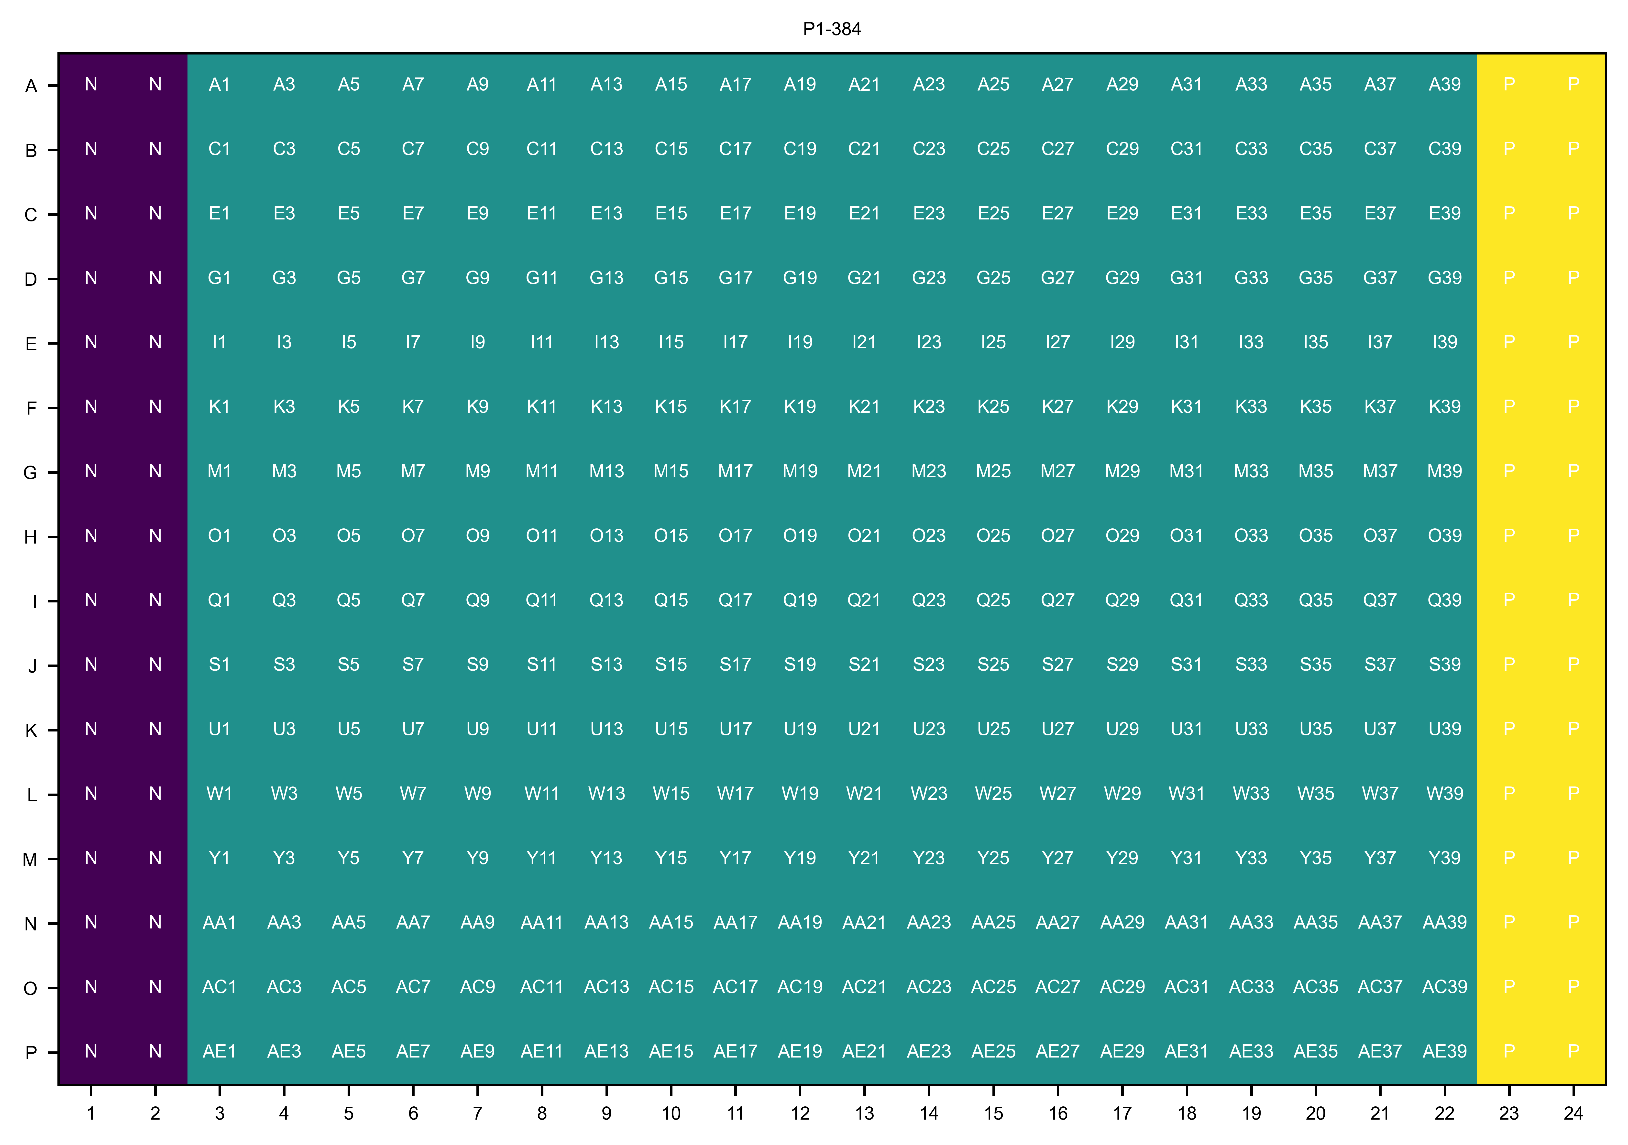 P1-384
A N N A1 A3 A5 A7 A9 A11 A13 A15 A17 A19 A21 A23 A25 A27 A29 A31 A33 A35 A37 A39 P P
B N N C1 C3 C5 C7 C9 C11 C13 C15 C17 C19 C21 C23 C25 C27 C29 C31 C33 C35 C37 C39 P P
C N N E1 E3 E5 E7 E9 E11 E13 E15 E17 E19 E21 E23 E25 E27 E29 E31 E33 E35 E37 E39 P P
D N N G1 G3 G5 G7 G9 G11 G13 G15 G17 G19 G21 G23 G25 G27 G29 G31 G33 G35 G37 G39 P P
E N N I1 I3 I5 I7 I9 I11 I13 I15 I17 I19 I21 I23 I25 I27 I29 I31 I33 I35 I37 I39 P P
F N N K1 K3 K5 K7 K9 K11 K13 K15 K17 K19 K21 K23 K25 K27 K29 K31 K33 K35 K37 K39 P P
G N N M1 M3 M5 M7 M9 M11 M13 M15 M17 M19 M21 M23 M25 M27 M29 M31 M33 M35 M37 M39 P P
H N N O1 O3 O5 O7 O9 O11 O13 O15 O17 O19 O21 O23 O25 O27 O29 O31 O33 O35 O37 O39 P P
I N N Q1 Q3 Q5 Q7 Q9 Q11 Q13 Q15 Q17 Q19 Q21 Q23 Q25 Q27 Q29 Q31 Q33 Q35 Q37 Q39 P P
J N N S1 S3 S5 S7 S9 S11 S13 S15 S17 S19 S21 S23 S25 S27 S29 S31 S33 S35 S37 S39 P P
K N N U1 U3 U5 U7 U9 U11 U13 U15 U17 U19 U21 U23 U25 U27 U29 U31 U33 U35 U37 U39 P P
L N N W1 W3 W5 W7 W9 W11 W13 W15 W17 W19 W21 W23 W25 W27 W29 W31 W33 W35 W37 W39 P P
M N N Y1 Y3 Y5 Y7 Y9 Y11 Y13 Y15 Y17 Y19 Y21 Y23 Y25 Y27 Y29 Y31 Y33 Y35 Y37 Y39 P P
N N N AA1 AA3 AA5 AA7 AA9 AA11 AA13 AA15 AA17 AA19 AA21 AA23 AA25 AA27 AA29 AA31 AA33 AA35 AA37 AA39 P P
O N N AC1 AC3 AC5 AC7 AC9 AC11 AC13 AC15 AC17 AC19 AC21 AC23 AC25 AC27 AC29 AC31 AC33 AC35 AC37 AC39 P P
P N N AE1 AE3 AE5 AE7 AE9 AE11 AE13 AE15 AE17 AE19 AE21 AE23 AE25 AE27 AE29 AE31 AE33 AE35 AE37 AE39 P P
1 2 3 4 5 6 7 8 9 10 11 12 13 14 15 16 17 18 19 20 21 22 23 24